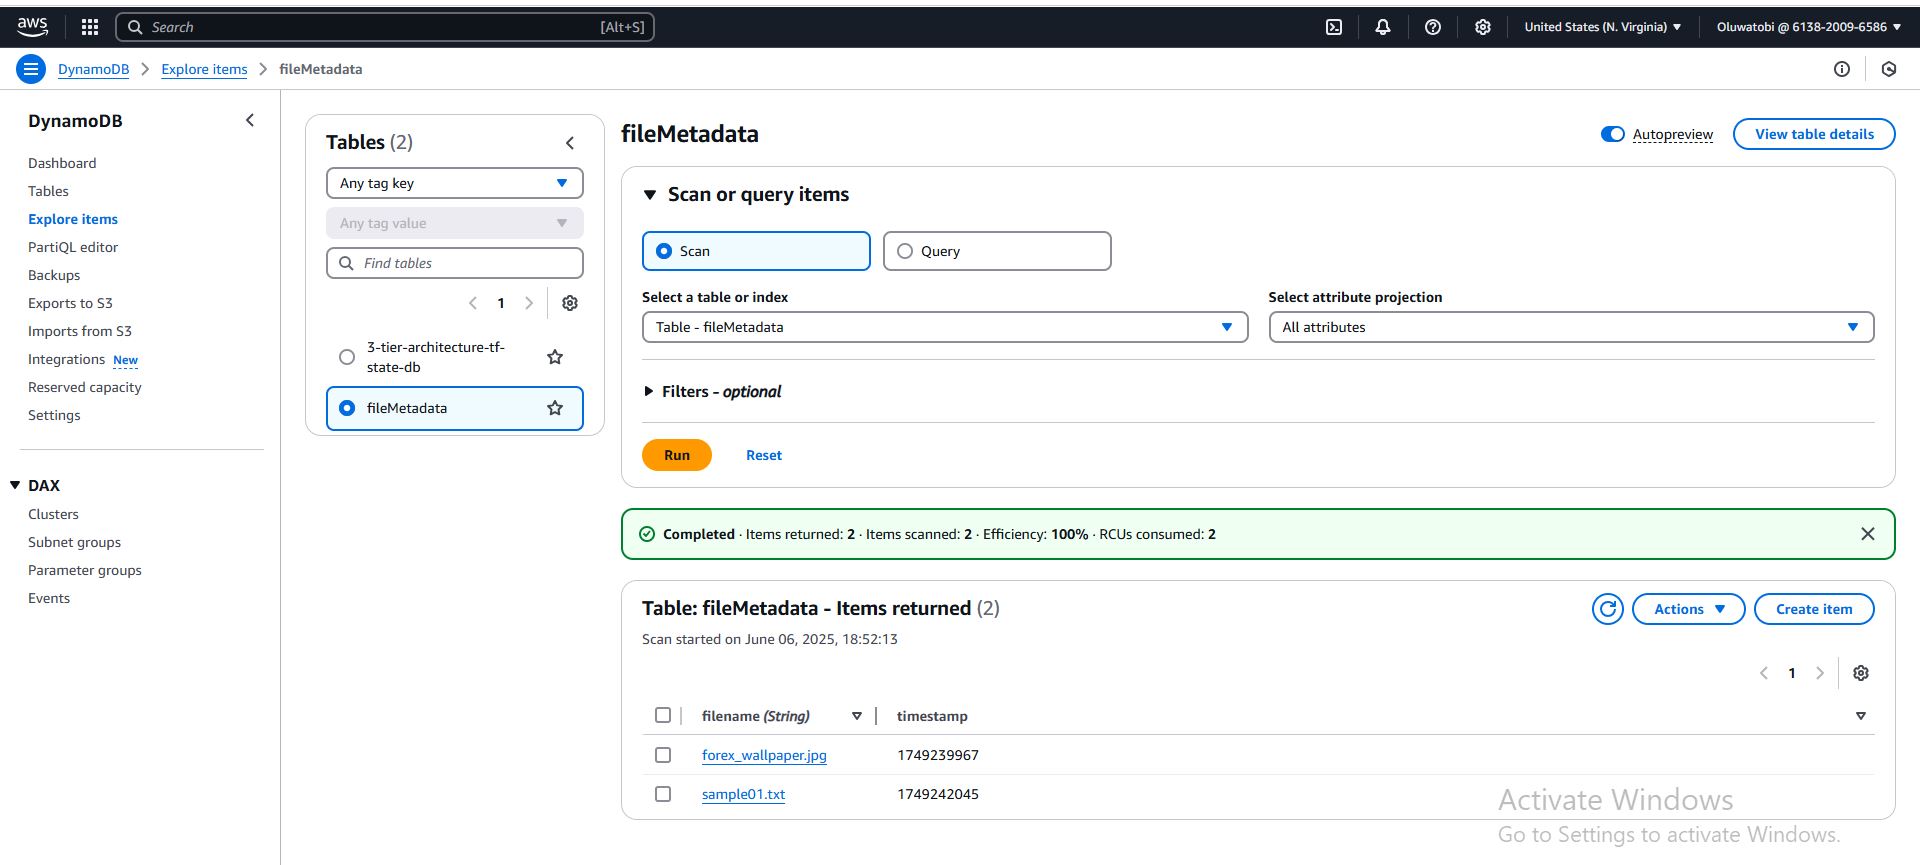 aws
Search [Alt+S]
United States (N. Virginia)
Oluwatobi @ 6138-2009-6586
DynamoDB
Explore items
fileMetadata
DynamoDB
Dashboard
Tables
Explore items
PartiQL editor
Backups
Exports to S3
Imports from S3
Integrations New
Reserved capacity
Settings
DAX
Clusters
Subnet groups
Parameter groups
Events
Tables (2)
Any tag key
Any tag value
Find tables
1
3-tier-architecture-tf-
state-db
fileMetadata
fileMetadata
Autopreview
View table details
Scan or query items
Scan
Query
Select a table or index
Table - fileMetadata
Select attribute projection
All attributes
Filters - optional
Run
Reset
Completed · Items returned: 2 · Items scanned: 2 · Efficiency: 100% · RCUs consumed: 2
Table: fileMetadata - Items returned (2)
Scan started on June 06, 2025, 18:52:13
Actions
Create item
1
filename (String) timestamp
forex_wallpaper.jpg 1749239967
sample01.txt 1749242045
Activate Windows
Go to Settings to activate Windows.